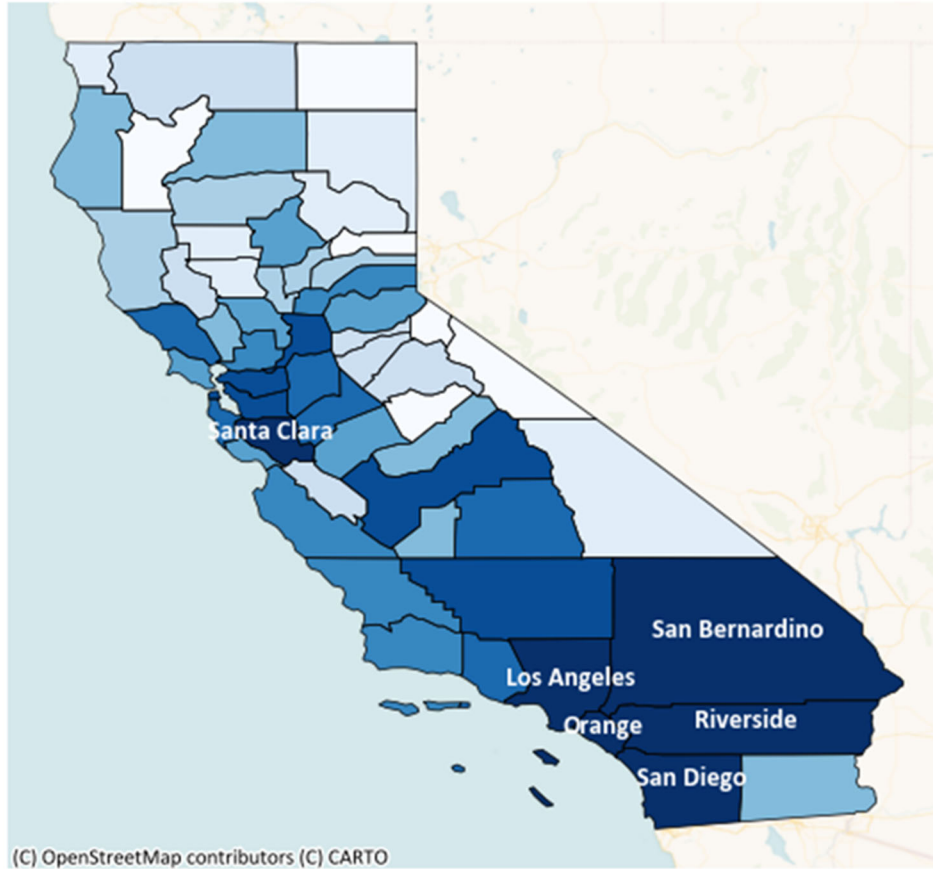 Santa Clara
San Bernardino
Los Angeles
Orange
Riverside
San Diego
(C) OpenStreetMap contributors (C) CARTO